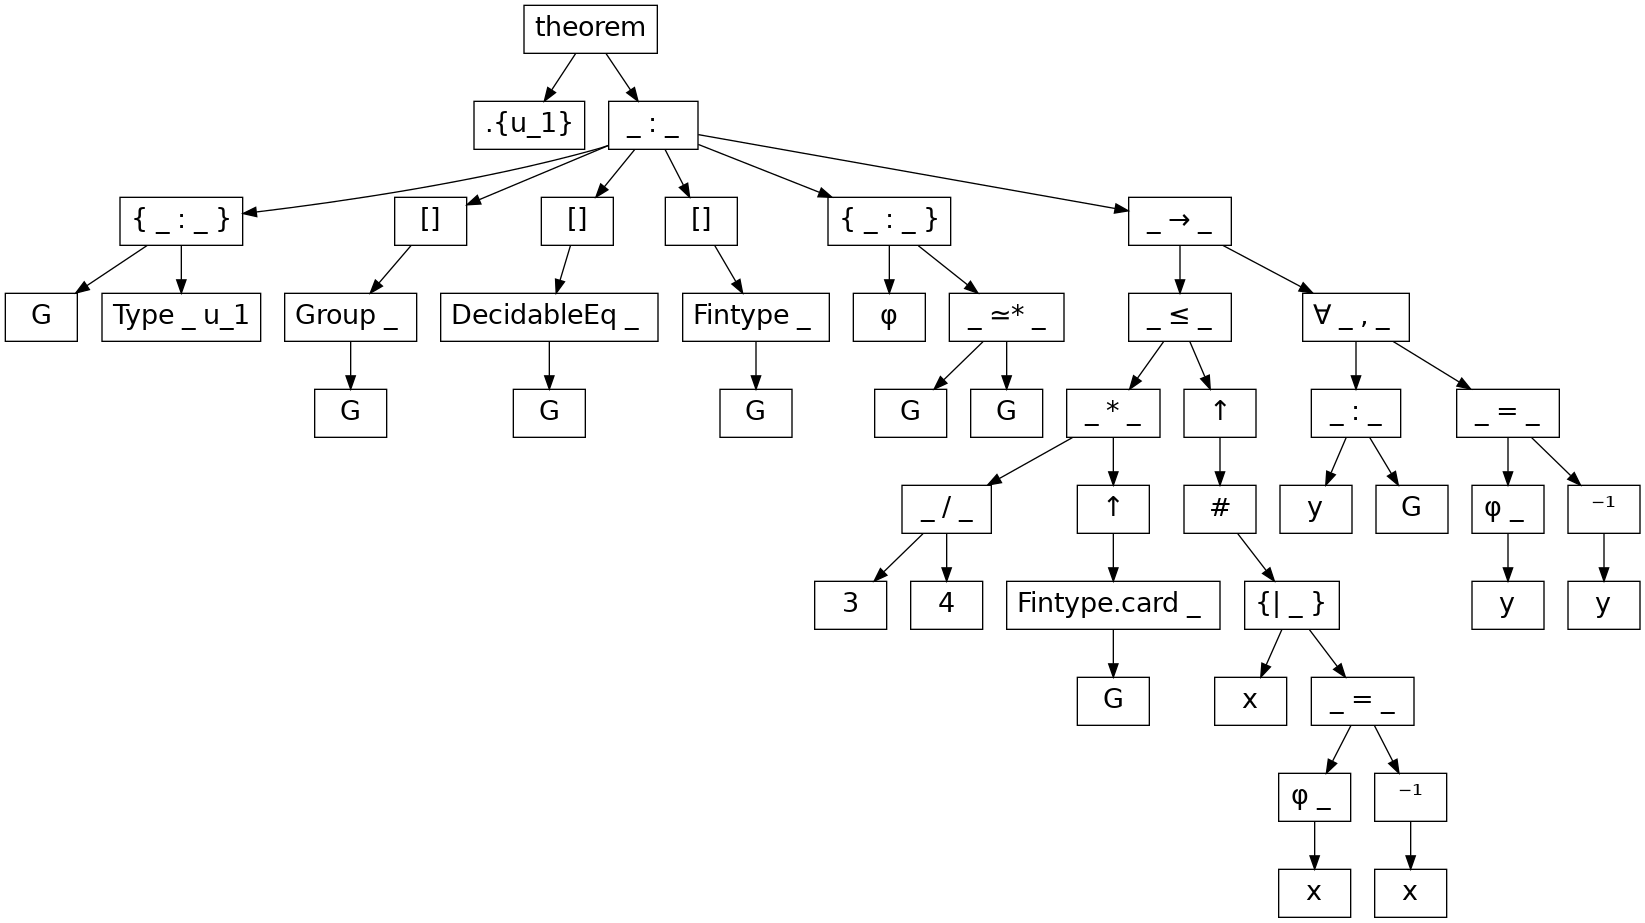 theorem
.{u_1}
_ : _
{ _ : _ }
[]
[]
[]
{ _ : _ }
_ → _
G
Type _ u_1
Group _
DecidableEq _
Fintype _
φ
_ ≃* _
_ ≤ _
∀ _ , _
G
G
G
G
G
_ * _
↑
_ : _
_ = _
_ / _
↑
#
y
G
φ _
⁻¹
3
4
Fintype.card _
{| _ }
y
y
G
x
_ = _
φ _
⁻¹
x
x